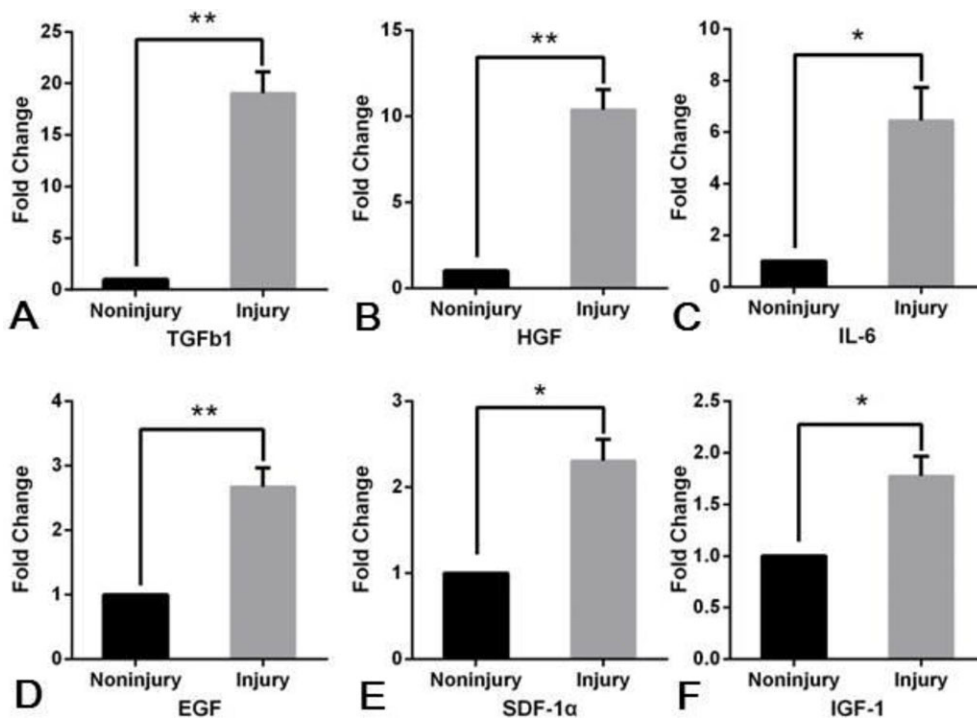 **
Fold Change
25
20
15
10
5
0
Noninjury Injury
A
TGFb1
**
Fold Change
15
10
5
0
Noninjury Injury
B
HGF
*
Fold Change
10
8
6
4
2
0
Noninjury Injury
C
IL-6
**
Fold Change
4
3
2
1
0
Noninjury Injury
D
EGF
*
Fold Change
3
2
1
0
Noninjury Injury
E
SDF-1α
*
Fold Change
2.5
2.0
1.5
1.0
0.5
0.0
Noninjury Injury
F
IGF-1